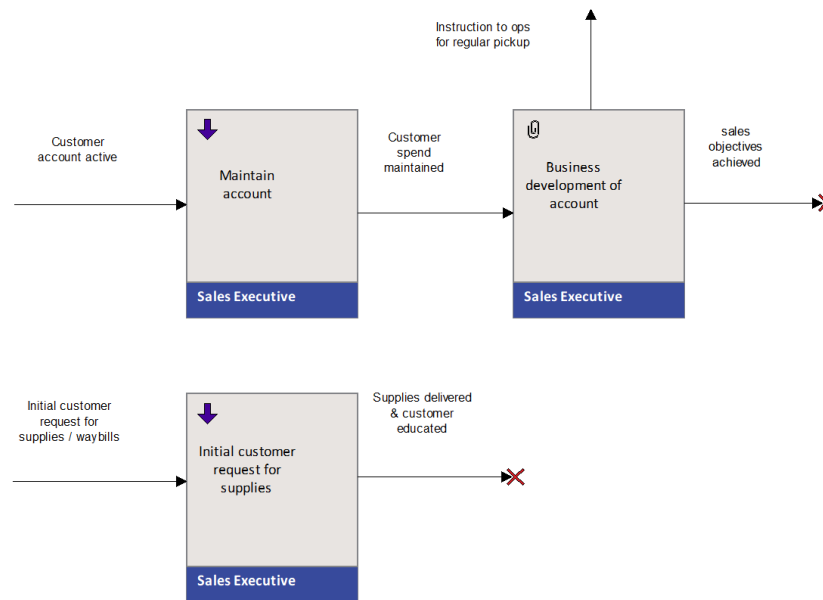 Instruction to ops
for regular pickup
Customer
account active
Maintain
account
Sales Executive
Customer
spend
maintained
Business
development of
account
Sales Executive
sales
objectives
achieved
Initial customer
request for
supplies / waybills
Initial customer
request for
supplies
Sales Executive
Supplies delivered
& customer
educated